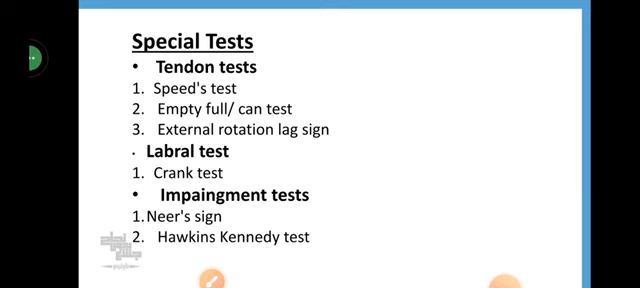 Special Tests
• Tendon tests
1. Speed's test
2. Empty full/ can test
3. External rotation lag sign
• Labral test
1. Crank test
• Impaingment tests
1. Neer's sign
2. Hawkins Kennedy test